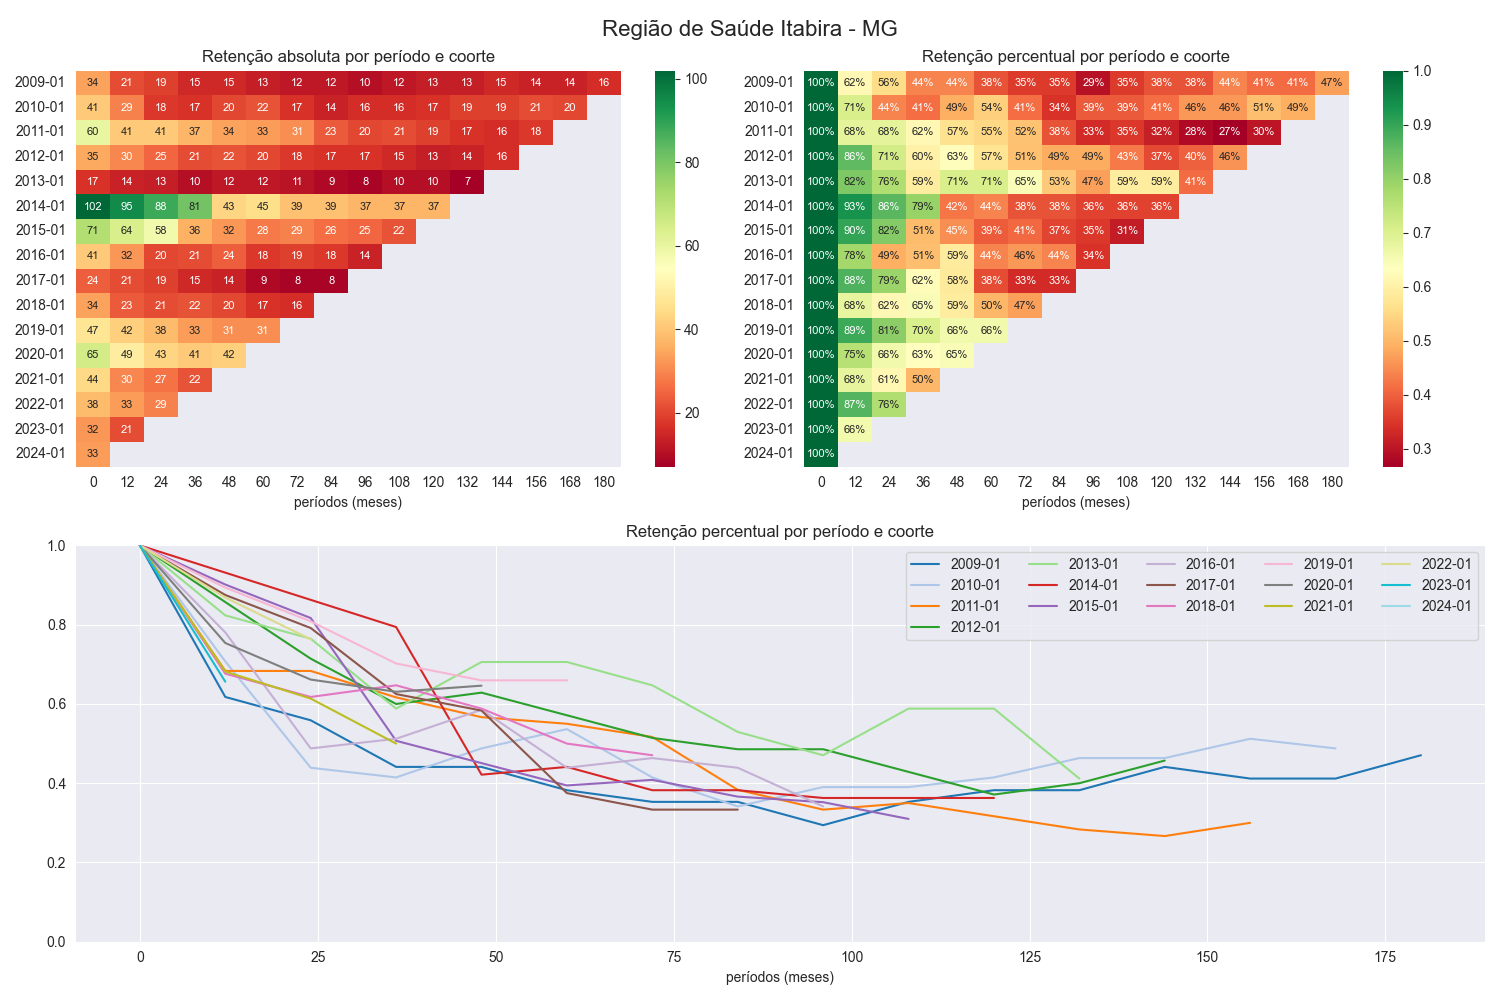 Região de Saúde Itabira - MG
Retenção absoluta por período e coorte
2009-01 34 21 19 15 15 13 12 12 10 12 13 13 15 14 14 16
2010-01 41 29 18 17 20 22 17 14 16 16 17 19 19 21 20
2011-01 60 41 41 37 34 33 31 23 20 21 19 17 16 18
2012-01 35 30 25 21 22 20 18 17 17 15 13 14 16
2013-01 17 14 13 10 12 12 11 9 8 10 10 7
2014-01 102 95 88 81 43 45 39 39 37 37 37
2015-01 71 64 58 36 32 28 29 26 25 22
2016-01 41 32 20 21 24 18 19 18 14
2017-01 24 21 19 15 14 9 8 8
2018-01 34 23 21 22 20 17 16
2019-01 47 42 38 33 31 31
2020-01 65 49 43 41 42
2021-01 44 30 27 22
2022-01 38 33 29
2023-01 32 21
2024-01 33
0 12 24 36 48 60 72 84 96 108 120 132 144 156 168 180
períodos (meses)
100
80
60
40
20
Retenção percentual por período e coorte
2009-01 100% 62% 56% 44% 44% 38% 35% 35% 29% 35% 38% 38% 44% 41% 41% 47%
2010-01 100% 71% 44% 41% 49% 54% 41% 34% 39% 39% 41% 46% 46% 51% 49%
2011-01 100% 68% 68% 62% 57% 55% 52% 38% 33% 35% 32% 28% 27% 30%
2012-01 100% 86% 71% 60% 63% 57% 51% 49% 49% 43% 37% 40% 46%
2013-01 100% 82% 76% 59% 71% 71% 65% 53% 47% 59% 59% 41%
2014-01 100% 93% 86% 79% 42% 44% 38% 38% 36% 36% 36%
2015-01 100% 90% 82% 51% 45% 39% 41% 37% 35% 31%
2016-01 100% 78% 49% 51% 59% 44% 46% 44% 34%
2017-01 100% 88% 79% 62% 58% 38% 33% 33%
2018-01 100% 68% 62% 65% 59% 50% 47%
2019-01 100% 89% 81% 70% 66% 66%
2020-01 100% 75% 66% 63% 65%
2021-01 100% 68% 61% 50%
2022-01 100% 87% 76%
2023-01 100% 66%
2024-01 100%
0 12 24 36 48 60 72 84 96 108 120 132 144 156 168 180
períodos (meses)
1.0
0.9
0.8
0.7
0.6
0.5
0.4
0.3
Retenção percentual por período e coorte
1.0
0.8
0.6
0.4
0.2
0.0
2009-01 2013-01 2016-01 2019-01 2022-01
2010-01 2014-01 2017-01 2020-01 2023-01
2011-01 2015-01 2018-01 2021-01 2024-01
2012-01
0 25 50 75 100 125 150 175
períodos (meses)